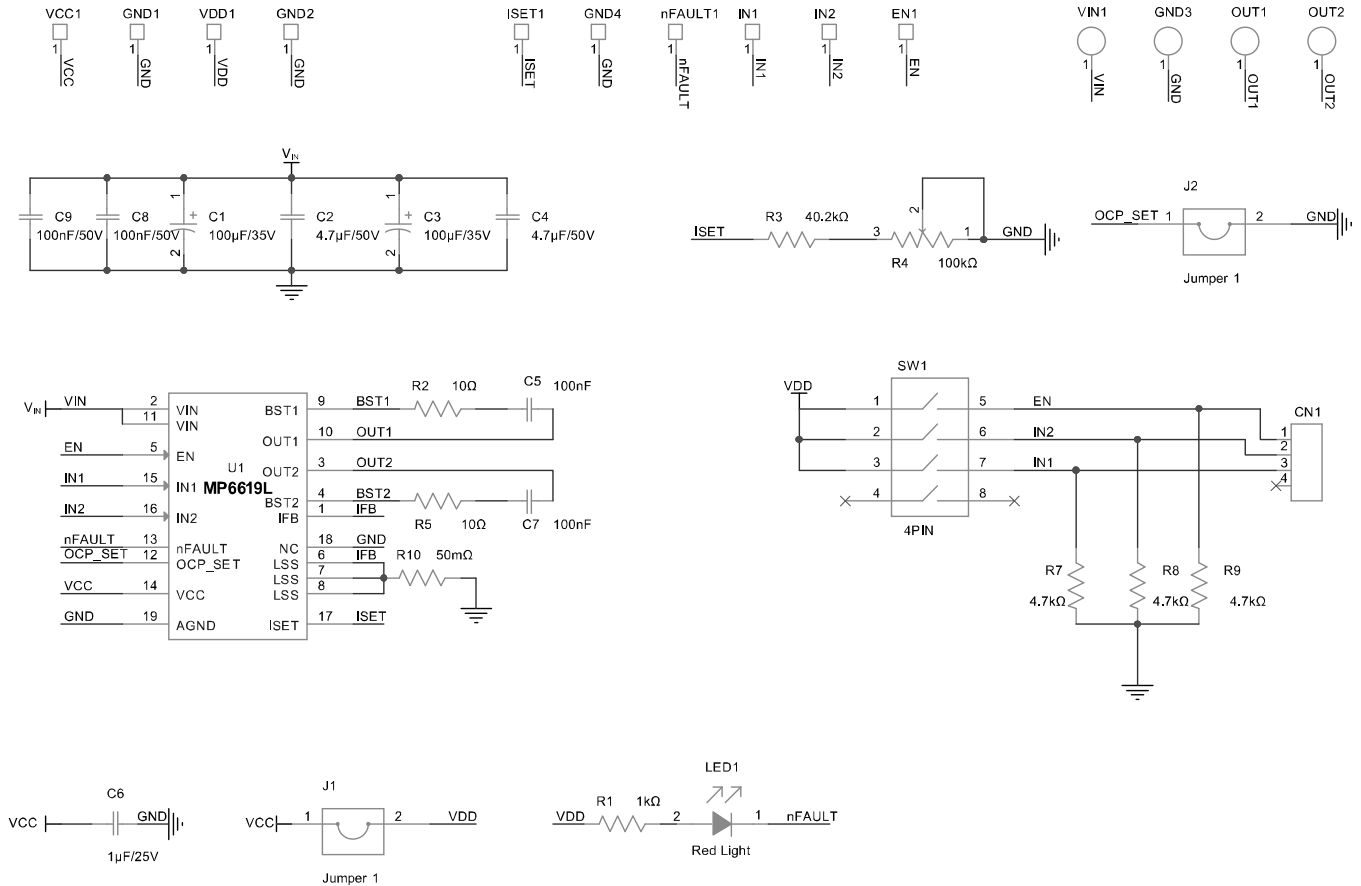 VCC1 GND1 VDD1 GND2 ISET1 GND4 nFAULT1 IN1 IN2 EN1 VIN1 GND3 OUT1 OUT2
1 1 1 1 1 1 1 1 1 1 1 1 1 1
VCC GND VDD GND ISET GND nFAULT IN1 IN2 EN VIN GND OUT1 OUT2
VIN
1 1
C9 C8 + C1 C2 + C3 C4
100nF/50V 100nF/50V 100µF/35V 4.7µF/50V 100µF/35V 4.7µF/50V
2 2
R3 40.2kΩ
2
ISET 3 1 GND
R4 100kΩ
J2
OCP_SET 1 2 GND
Jumper 1
VIN VIN 2 VIN
11 VIN
EN 5 EN
IN1 15 IN1
IN2 16 IN2
nFAULT 13 nFAULT
OCP_SET 12 OCP_SET
VCC 14 VCC
GND 19 AGND
U1
MP6619L
BST1 9 BST1 R2 10Ω C5 100nF
OUT1 10 OUT1
OUT2 3 OUT2
BST2 4 BST2 R5 10Ω C7 100nF
IFB 1 IFB
NC 18 GND
LSS 6 IFB R10 50mΩ
LSS 7
LSS 8
ISET 17 ISET
SW1
VDD
1 5 EN
2 6 IN2
3 7 IN1
4 8
4PIN
CN1
1
2
3
4
R7 R8 R9
4.7kΩ 4.7kΩ 4.7kΩ
C6
VCC GND
1µF/25V
J1
VCC 1 2 VDD
Jumper 1
LED1
R1 1kΩ
VDD 2 1 nFAULT
Red Light